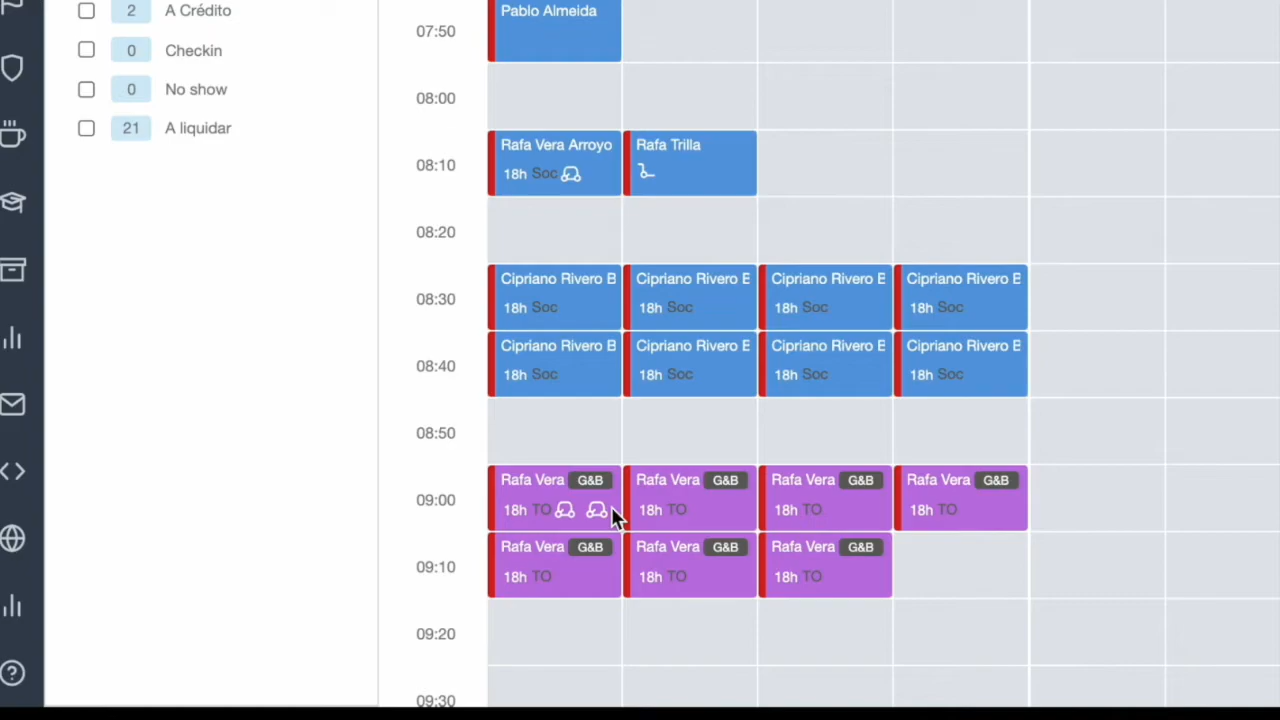 2 A Crédito
0 Checkin
0 No show
21 A liquidar
07:50 Pablo Almeida
08:00
08:10 Rafa Vera Arroyo Rafa Trilla
18h Soc
08:20
08:30 Cipriano Rivero B Cipriano Rivero B Cipriano Rivero B Cipriano Rivero B
18h Soc 18h Soc 18h Soc 18h Soc
08:40 Cipriano Rivero B Cipriano Rivero B Cipriano Rivero B Cipriano Rivero B
18h Soc 18h Soc 18h Soc 18h Soc
08:50
09:00 Rafa Vera G&B Rafa Vera G&B Rafa Vera G&B Rafa Vera G&B
18h TO 18h TO 18h TO 18h TO
09:10 Rafa Vera G&B Rafa Vera G&B Rafa Vera G&B
18h TO 18h TO 18h TO
09:20
09:30